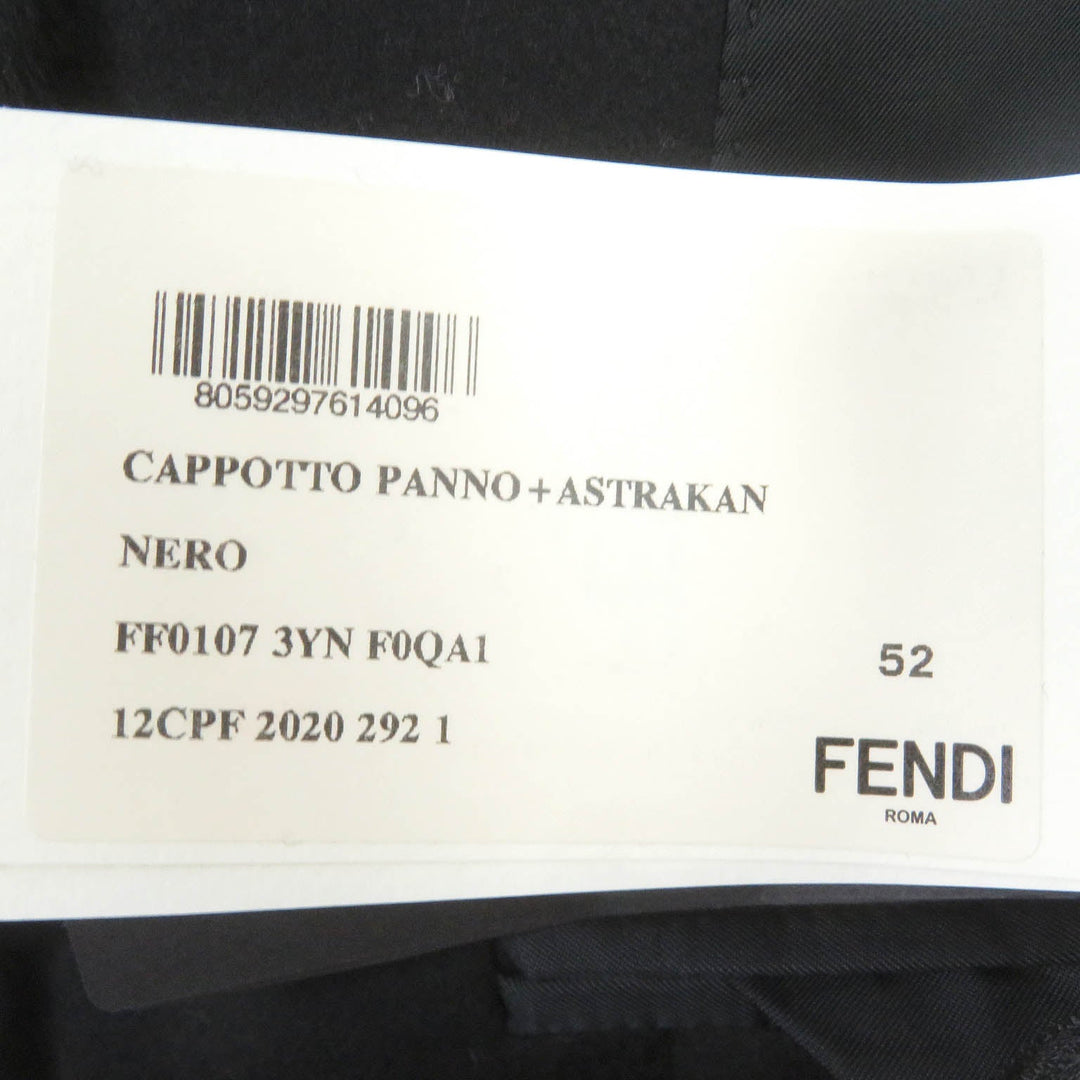 8059297614096
CAPPOTTO PANNO+ASTRAKAN
NERO
FF0107 3YN F0QA1
52
12CPF 2020 292 1
FENDI
ROMA